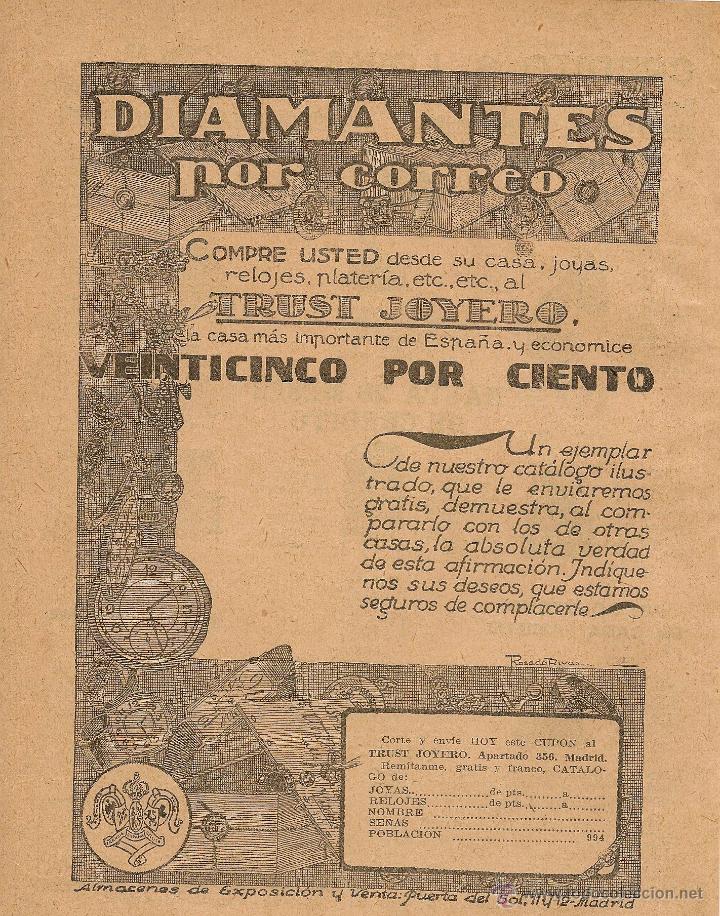 DIAMANTES
por correo
COMPRE USTED desde su casa, joyas,
relojes, platería, etc., etc., al
TRUST JOYERO,
la casa más importante de España, y economice
VEINTICINCO POR CIENTO
Un ejemplar
de nuestro catálogo ilus-
trado, que le enviaremos
gratis, demuestra, al com-
pararlo con los de otras
casas, la absoluta verdad
de esta afirmación. Indíque-
nos sus deseos, que estamos
seguros de complacerle
Corte y envíe HOY este CUPON al
TRUST JOYERO. Apartado 356. Madrid.
Remítanme, gratis y franco, CATALO-
GO de:
JOYAS....................de pts............a............
RELOJES....................de pts............a............
NOMBRE ....................
SEÑAS ....................
POBLACION .................... 994
Almacenes de Exposición y Venta: Puerta del Sol. 11 y 12-Madrid
todocoleccion.net